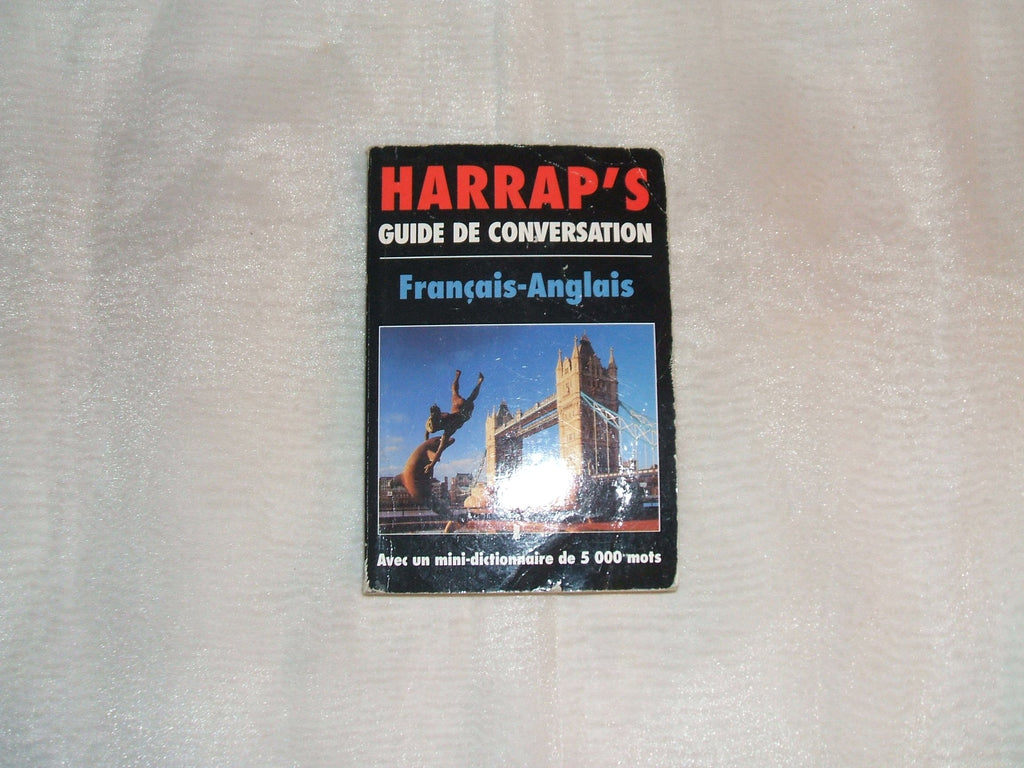 HARRAP'S
GUIDE DE CONVERSATION
Français-Anglais
Avec un mini-dictionnaire de 5 000 mots